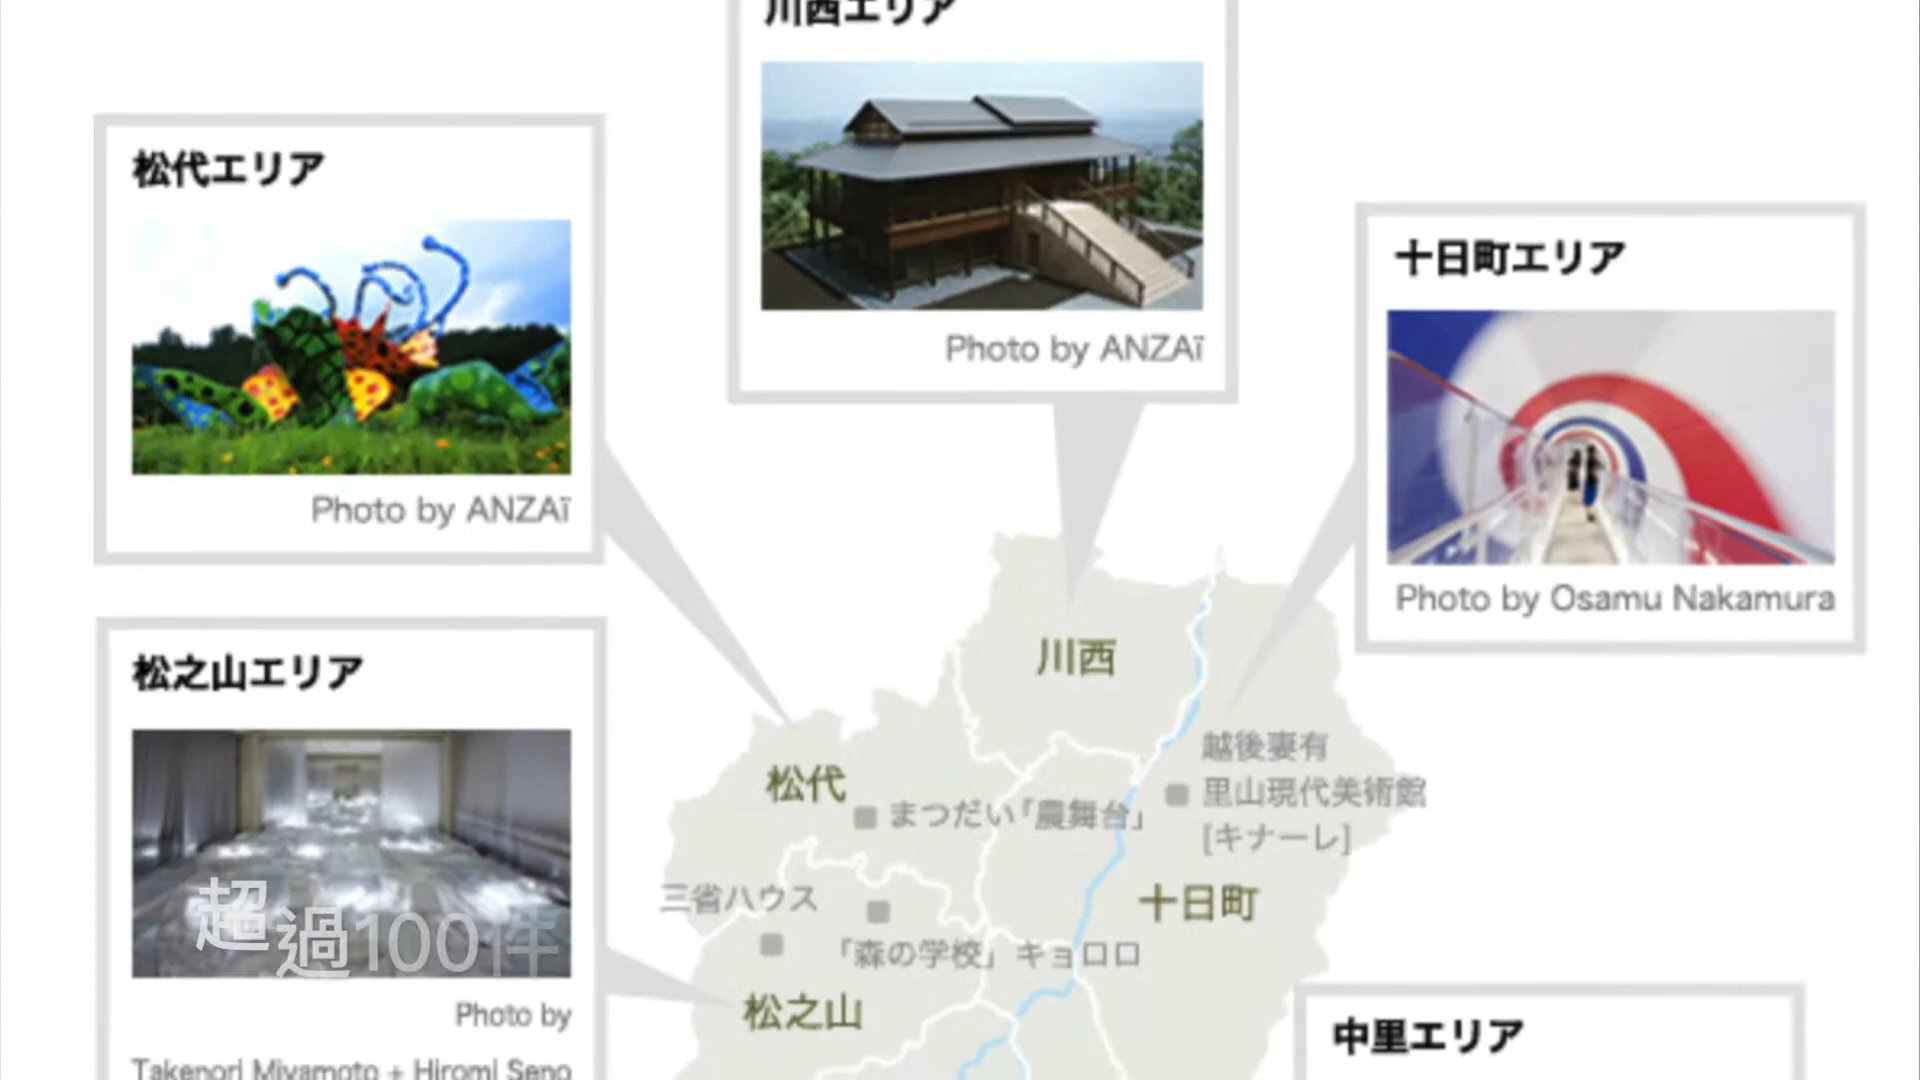 川西エリア
Photo by ANZAï
松代エリア
Photo by ANZAï
十日町エリア
Photo by Osamu Nakamura
松之山エリア
超過100件
Photo by
Takenori Miyamoto + Hiromi Seno
川西
松代
まつだい「農舞台」
越後妻有
里山現代美術館
[キナーレ]
三省ハウス
十日町
「森の学校」キョロロ
松之山
中里エリア